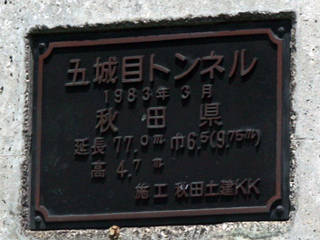 五城目トンネル
1983年3月
秋田県
延長77.0m 巾6.5(9.75m)
高4.7m
施工 秋田土建KK